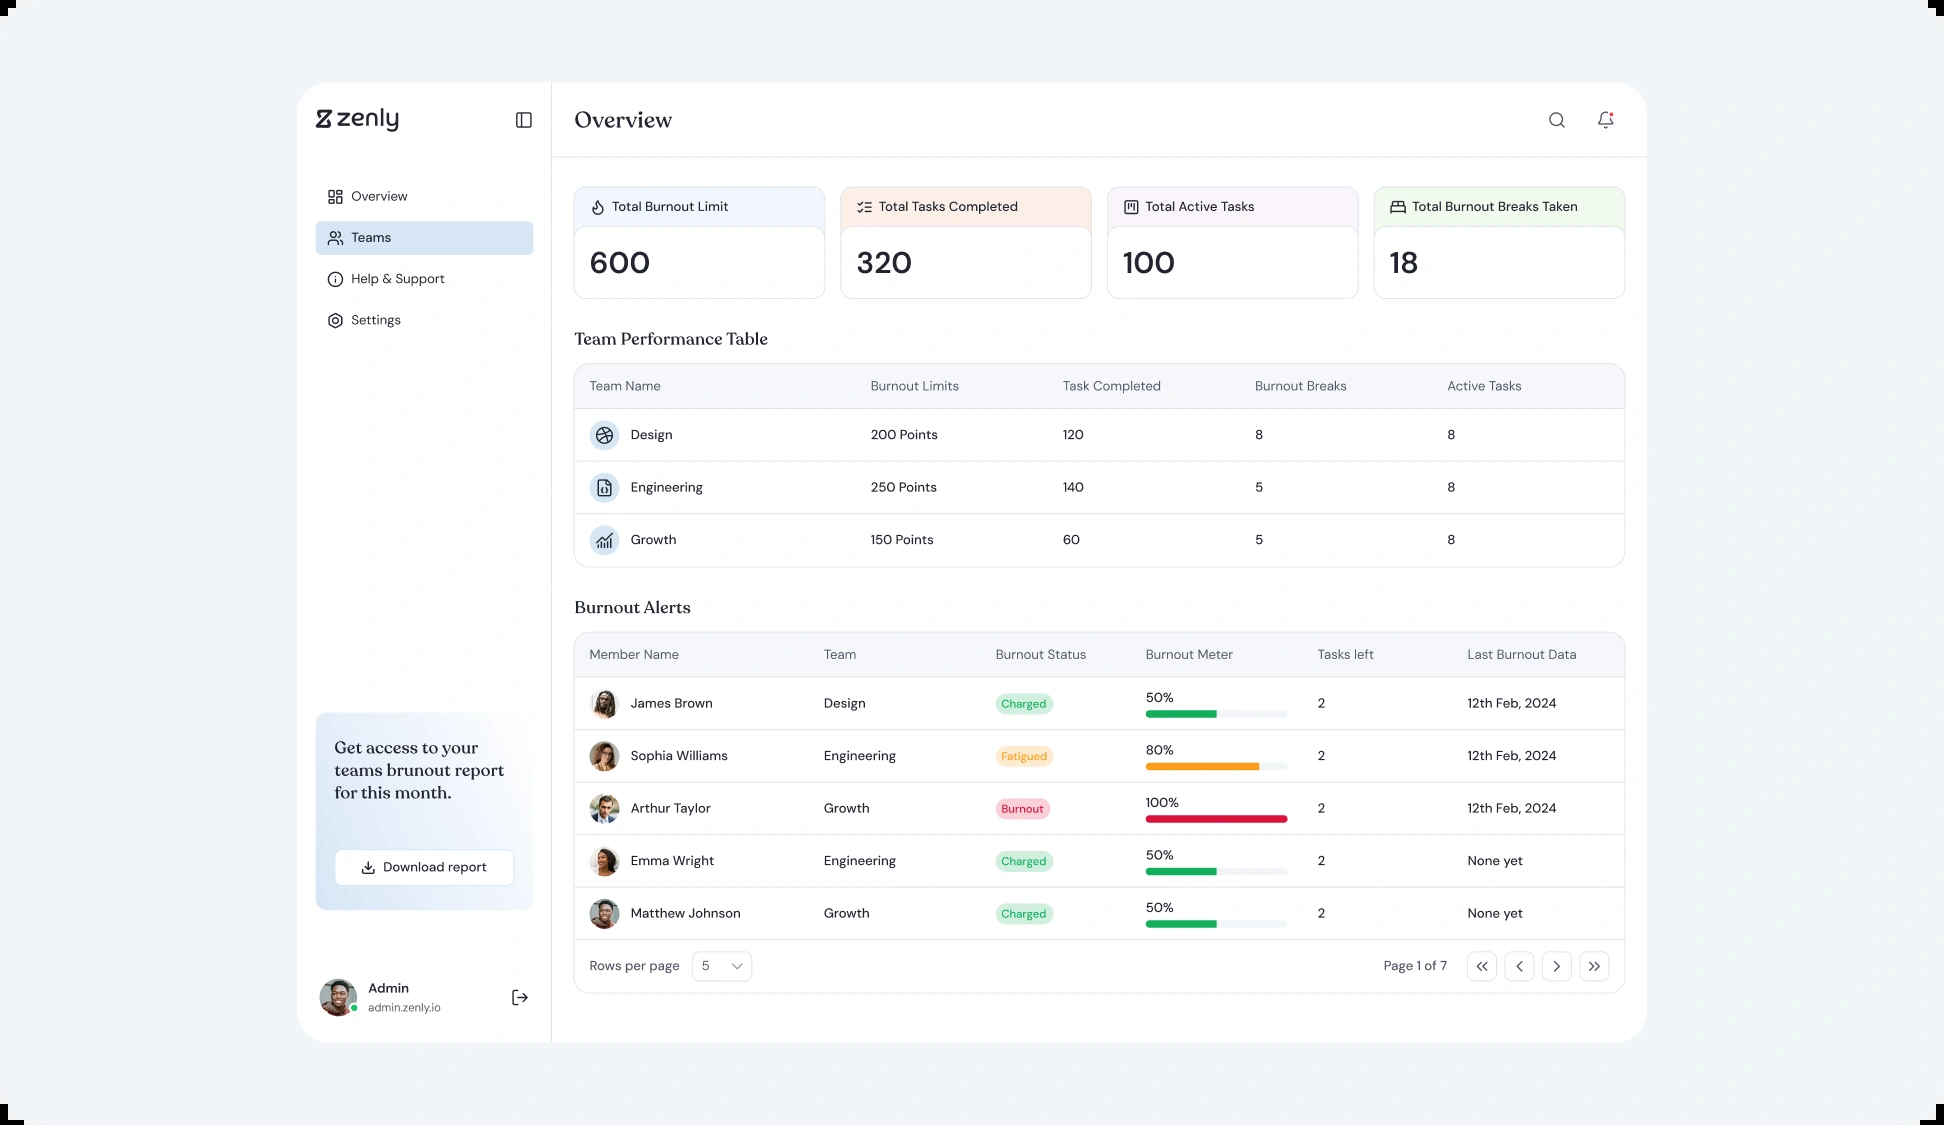 zenly
Overview
Overview
Teams
Help & Support
Settings
Get access to your
teams brunout report
for this month.
Download report
Admin
admin.zenly.io
Total Burnout Limit
600
Total Tasks Completed
320
Total Active Tasks
100
Total Burnout Breaks Taken
18
Team Performance Table
Team Name Burnout Limits Task Completed Burnout Breaks Active Tasks
Design 200 Points 120 8 8
Engineering 250 Points 140 5 8
Growth 150 Points 60 5 8
Burnout Alerts
Member Name Team Burnout Status Burnout Meter Tasks left Last Burnout Data
James Brown Design Charged 50% 2 12th Feb, 2024
Sophia Williams Engineering Fatigued 80% 2 12th Feb, 2024
Arthur Taylor Growth Burnout 100% 2 12th Feb, 2024
Emma Wright Engineering Charged 50% 2 None yet
Matthew Johnson Growth Charged 50% 2 None yet
Rows per page 5 Page 1 of 7